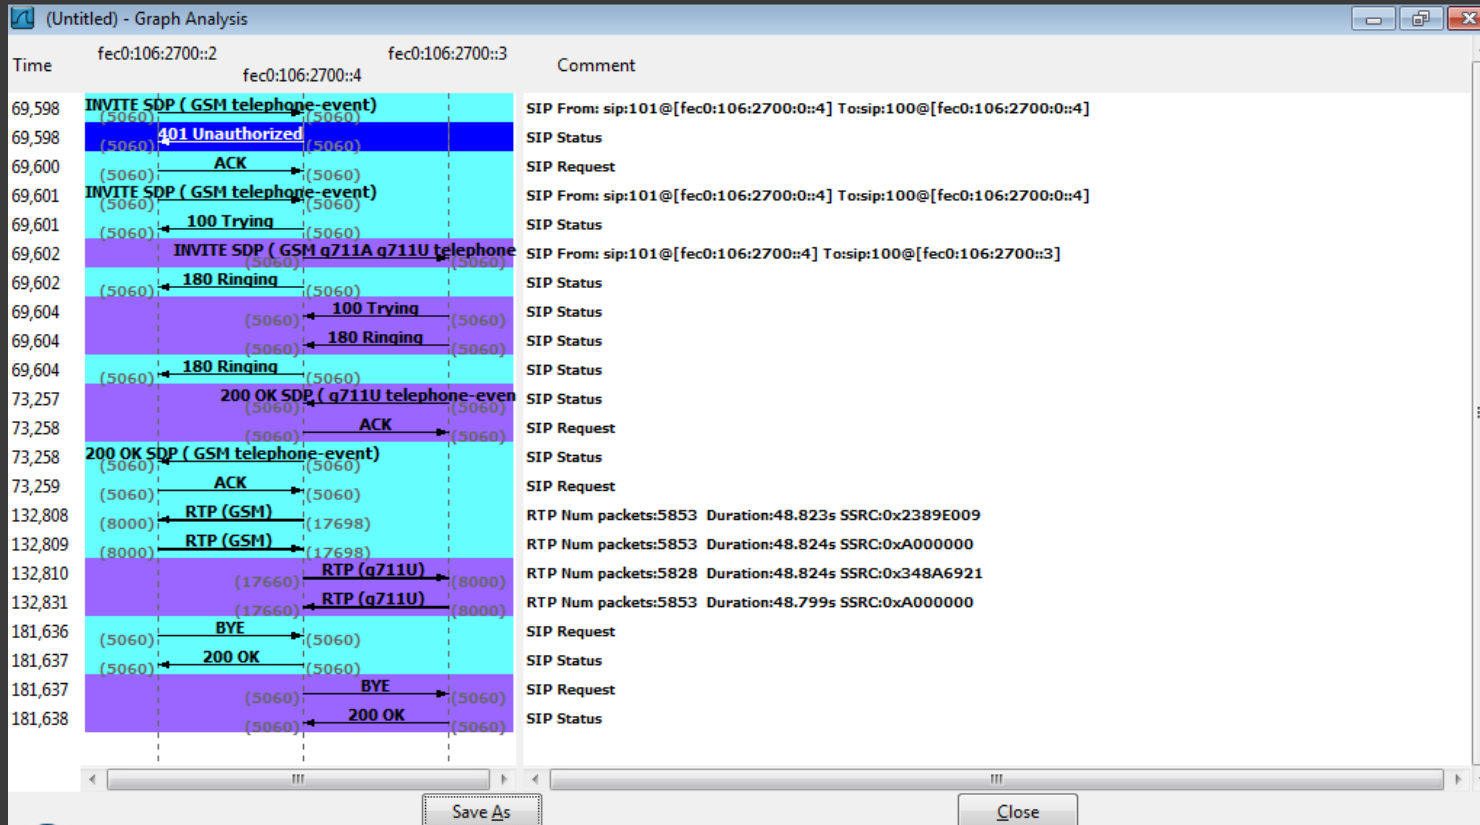 (Untitled) - Graph Analysis
Time
fec0:106:2700::2
fec0:106:2700::4
fec0:106:2700::3
Comment
69,598 INVITE SDP ( GSM telephone-event) (5060) (5060) SIP From: sip:101@[fec0:106:2700:0::4] To:sip:100@[fec0:106:2700:0::4]
69,598 401 Unauthorized (5060) (5060) SIP Status
69,600 ACK (5060) (5060) SIP Request
69,601 INVITE SDP ( GSM telephone-event) (5060) (5060) SIP From: sip:101@[fec0:106:2700:0::4] To:sip:100@[fec0:106:2700:0::4]
69,601 100 Trying (5060) (5060) SIP Status
69,602 INVITE SDP ( GSM g711A g711U telephone (5060) (5060) SIP From: sip:101@[fec0:106:2700::4] To:sip:100@[fec0:106:2700::3]
69,602 180 Ringing (5060) (5060) SIP Status
69,604 100 Trying (5060) (5060) SIP Status
69,604 180 Ringing (5060) (5060) SIP Status
69,604 180 Ringing (5060) (5060) SIP Status
73,257 200 OK SDP ( g711U telephone-even (5060) (5060) SIP Status
73,258 ACK (5060) (5060) SIP Request
73,258 200 OK SDP ( GSM telephone-event) (5060) (5060) SIP Status
73,259 ACK (5060) (5060) SIP Request
132,808 RTP (GSM) (8000) (17698) RTP Num packets:5853 Duration:48.823s SSRC:0x2389E009
132,809 RTP (GSM) (8000) (17698) RTP Num packets:5853 Duration:48.824s SSRC:0xA000000
132,810 RTP (g711U) (17660) (8000) RTP Num packets:5828 Duration:48.824s SSRC:0x348A6921
132,831 RTP (g711U) (17660) (8000) RTP Num packets:5853 Duration:48.799s SSRC:0xA000000
181,636 BYE (5060) (5060) SIP Request
181,637 200 OK (5060) (5060) SIP Status
181,637 BYE (5060) (5060) SIP Request
181,638 200 OK (5060) (5060) SIP Status
Save As
Close